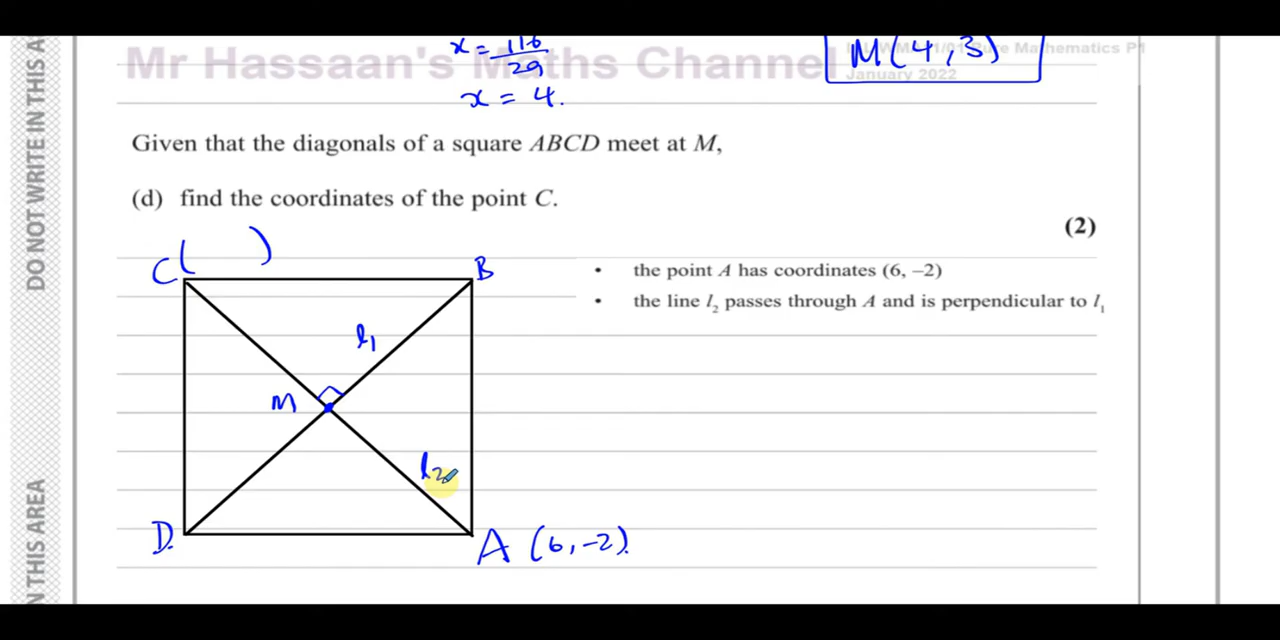 x = 116/29
M(4,3)
Mr Hassaan's Maths Channel
Mathematics P1
January 2022
x = 4.
Given that the diagonals of a square ABCD meet at M,
(d) find the coordinates of the point C.
(2)
C( )
B
• the point A has coordinates (6, −2)
• the line l₂ passes through A and is perpendicular to l₁
l₁
M
l₂
D.
A (6,-2).
DO NOT WRITE IN THIS A
N THIS AREA